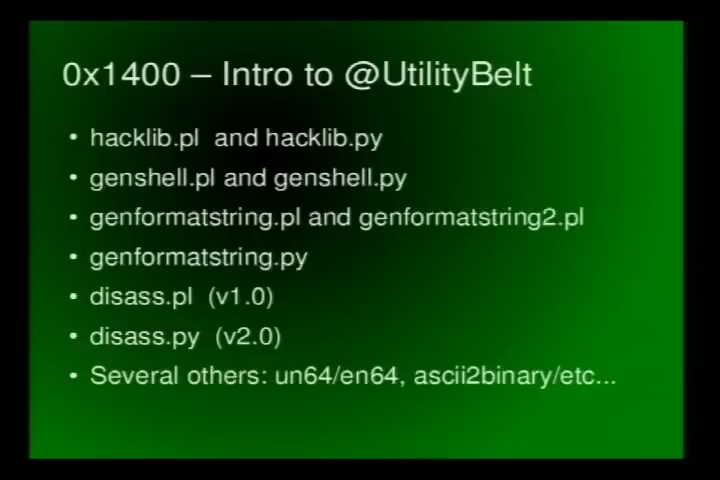 0x1400 – Intro to @UtilityBelt
• hacklib.pl and hacklib.py
• genshell.pl and genshell.py
• genformatstring.pl and genformatstring2.pl
• genformatstring.py
• disass.pl (v1.0)
• disass.py (v2.0)
• Several others: un64/en64, ascii2binary/etc...